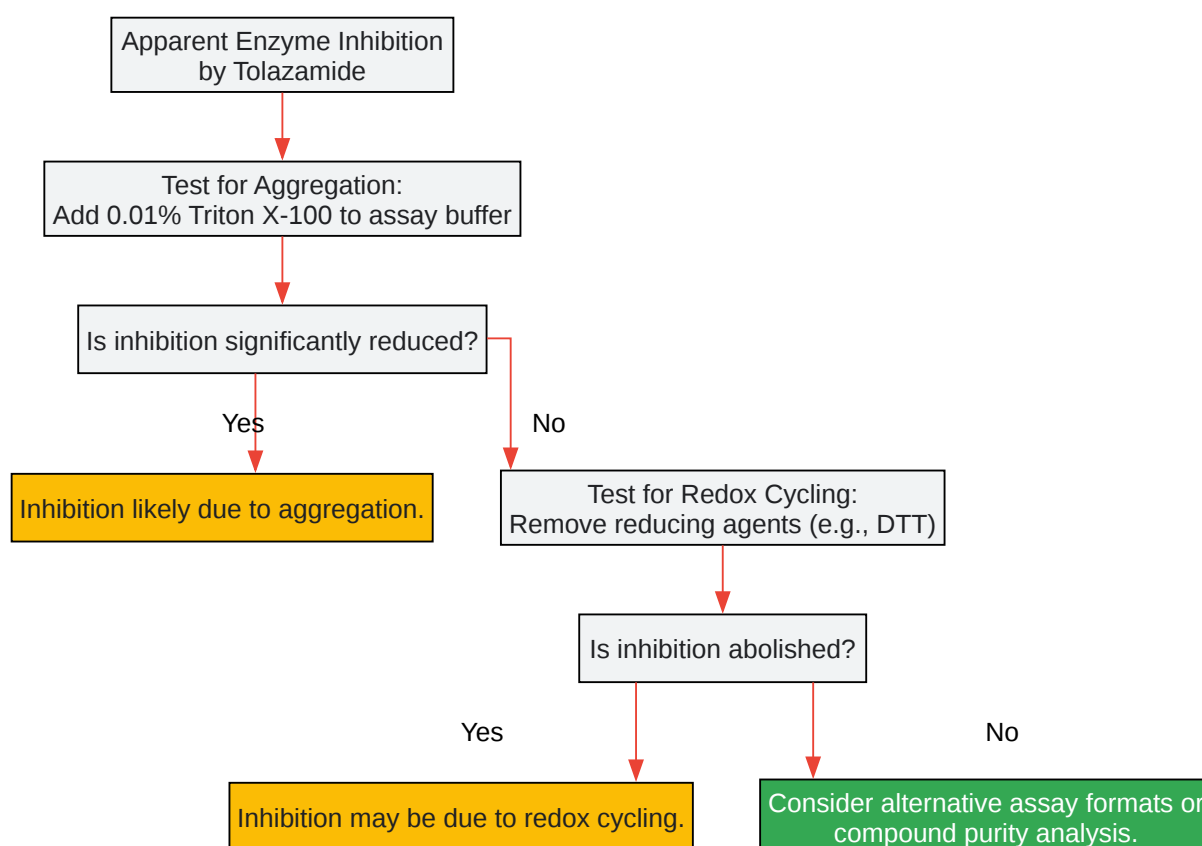 Apparent Enzyme Inhibition
by Tolazamide
Test for Aggregation:
Add 0.01% Triton X-100 to assay buffer
Is inhibition significantly reduced?
Yes
No
Inhibition likely due to aggregation.
Test for Redox Cycling:
Remove reducing agents (e.g., DTT)
Is inhibition abolished?
Yes
No
Inhibition may be due to redox cycling.
Consider alternative assay formats or
compound purity analysis.